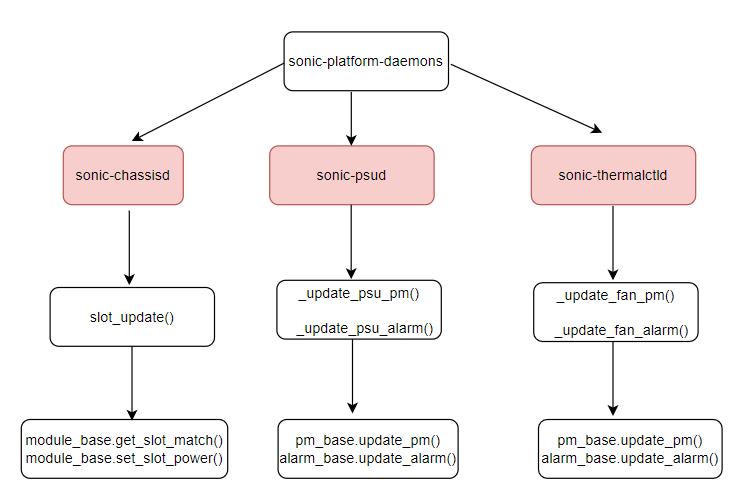 sonic-platform-daemons
sonic-chassisd
sonic-psud
sonic-thermalctld
slot_update()
_update_psu_pm()
_update_psu_alarm()
_update_fan_pm()
_update_fan_alarm()
module_base.get_slot_match()
module_base.set_slot_power()
pm_base.update_pm()
alarm_base.update_alarm()
pm_base.update_pm()
alarm_base.update_alarm()